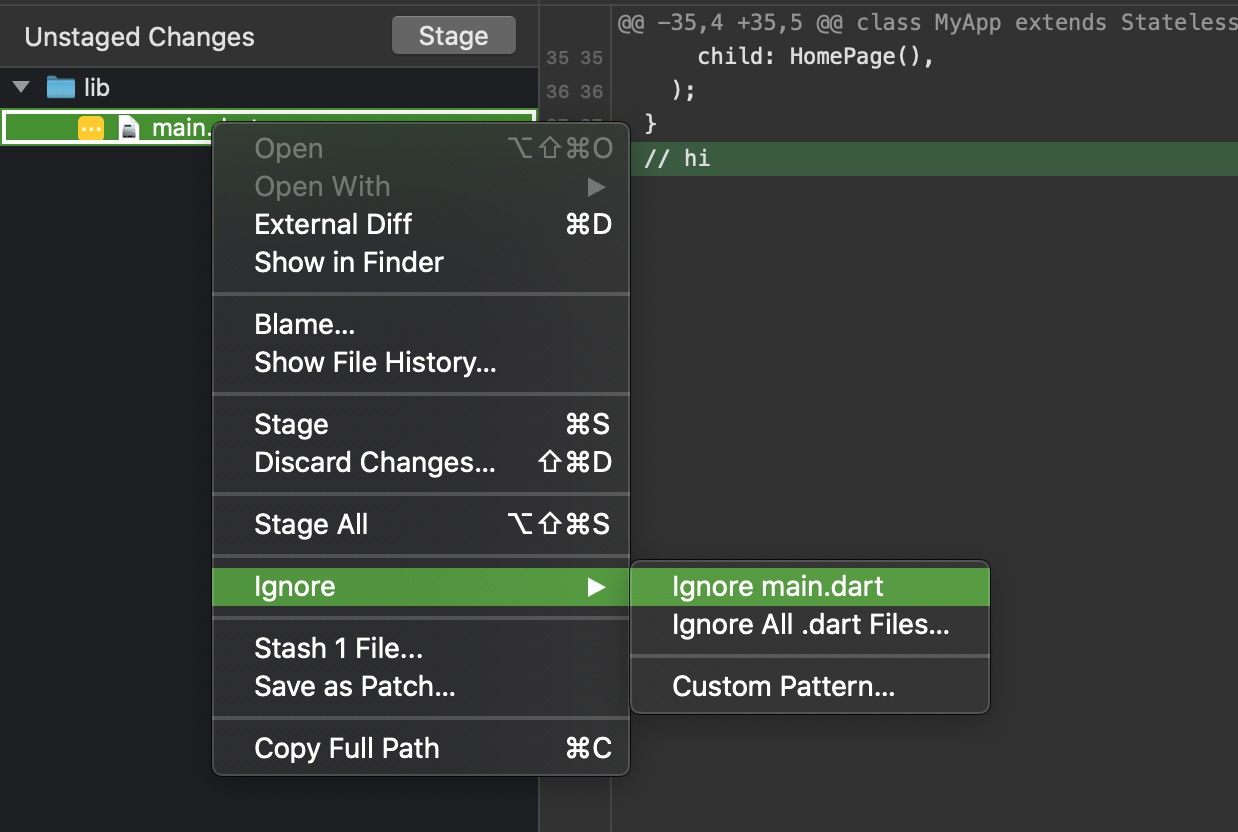 Unstaged Changes
Stage
lib
main.
@@ -35,4 +35,5 @@ class MyApp extends Stateless
35 35 child: HomePage(),
36 36 );
}
// hi
Open ⌥⇧⌘O
Open With ▶
External Diff ⌘D
Show in Finder
Blame...
Show File History...
Stage ⌘S
Discard Changes... ⇧⌘D
Stage All ⌥⇧⌘S
Ignore ▶
Stash 1 File...
Save as Patch...
Copy Full Path ⌘C
Ignore main.dart
Ignore All .dart Files...
Custom Pattern...